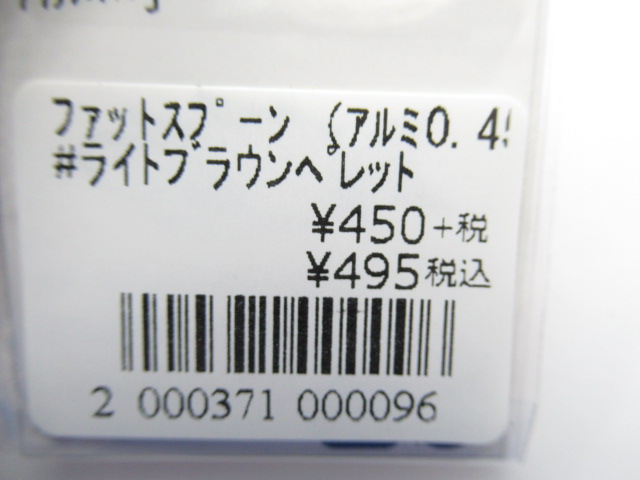 ファットスプーン (アルミ0.4
#ライトブラウンペレット
¥450+税
¥495税込
2 000371 000096